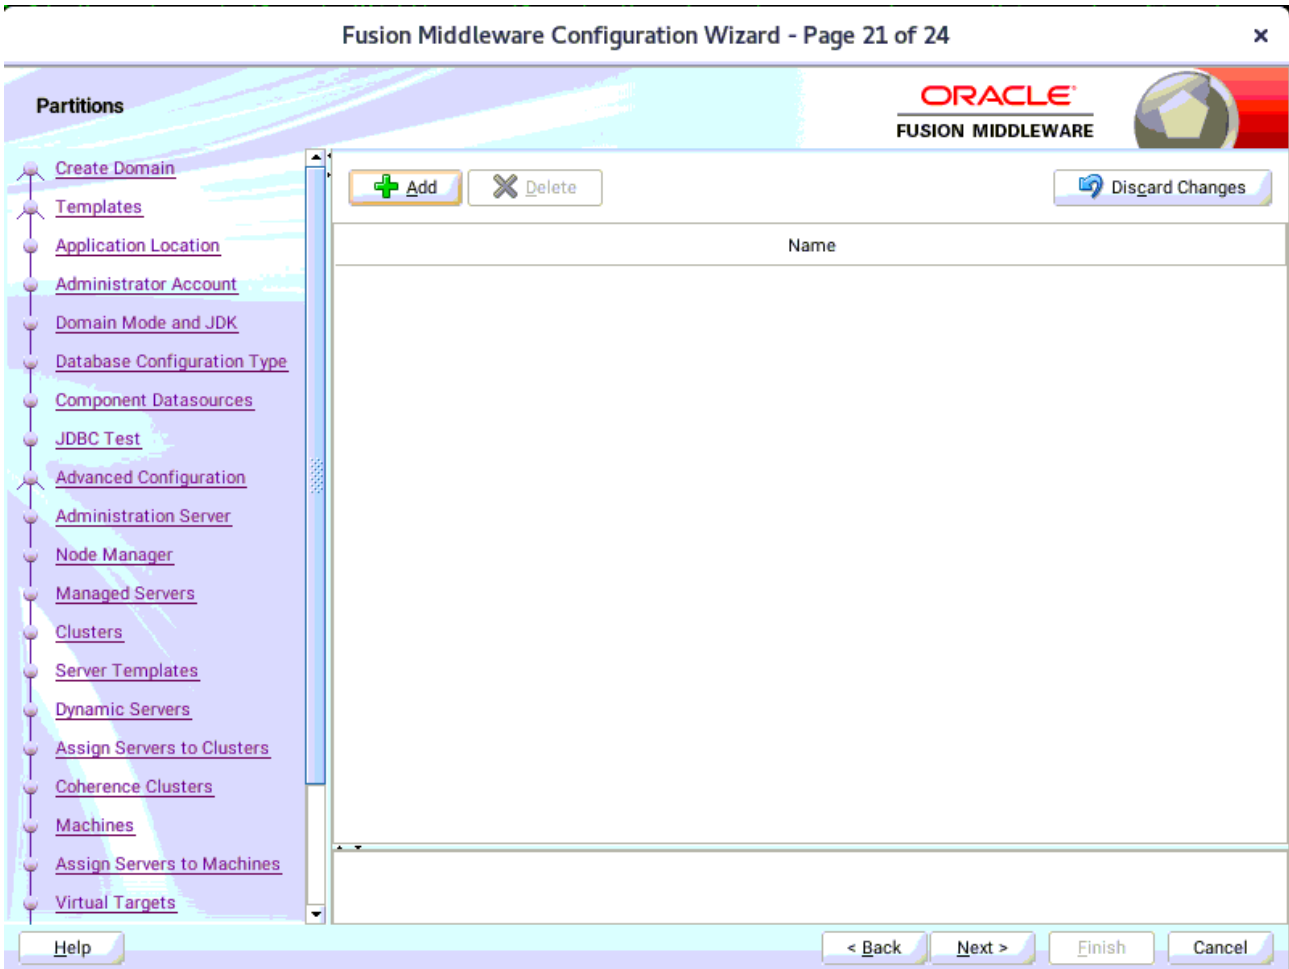 Fusion Middleware Configuration Wizard - Page 21 of 24
Partitions
ORACLE
FUSION MIDDLEWARE
Create Domain
Templates
Application Location
Administrator Account
Domain Mode and JDK
Database Configuration Type
Component Datasources
JDBC Test
Advanced Configuration
Administration Server
Node Manager
Managed Servers
Clusters
Server Templates
Dynamic Servers
Assign Servers to Clusters
Coherence Clusters
Machines
Assign Servers to Machines
Virtual Targets
Add Delete Discard Changes
Name
Help < Back Next > Finish Cancel